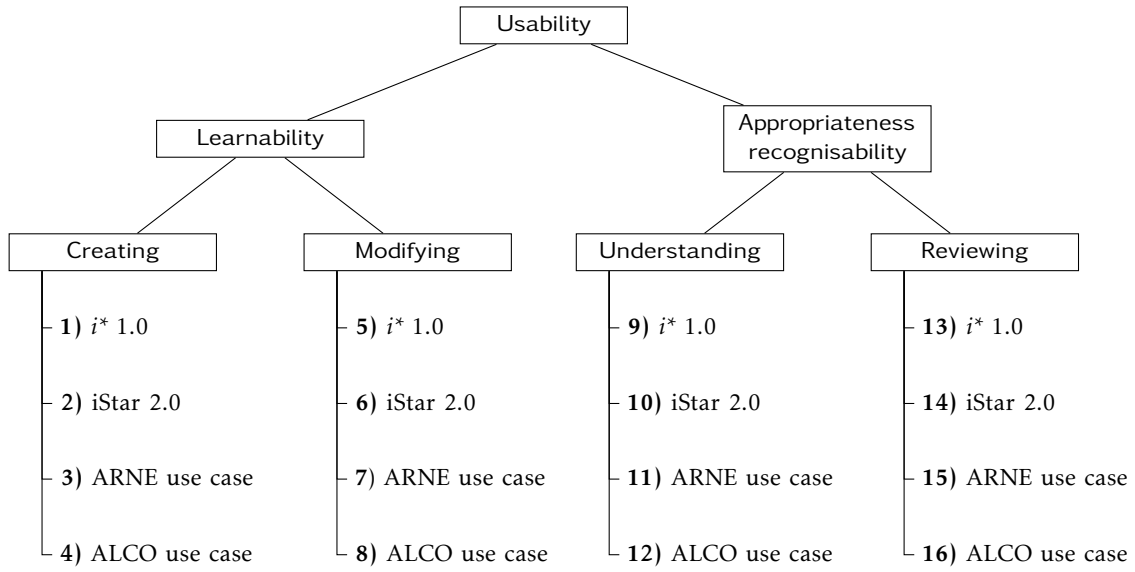 Usability
Learnability
Appropriateness
recognisability
Creating
Modifying
Understanding
Reviewing
1) i* 1.0
5) i* 1.0
9) i* 1.0
13) i* 1.0
2) iStar 2.0
6) iStar 2.0
10) iStar 2.0
14) iStar 2.0
3) ARNE use case
7) ARNE use case
11) ARNE use case
15) ARNE use case
4) ALCO use case
8) ALCO use case
12) ALCO use case
16) ALCO use case